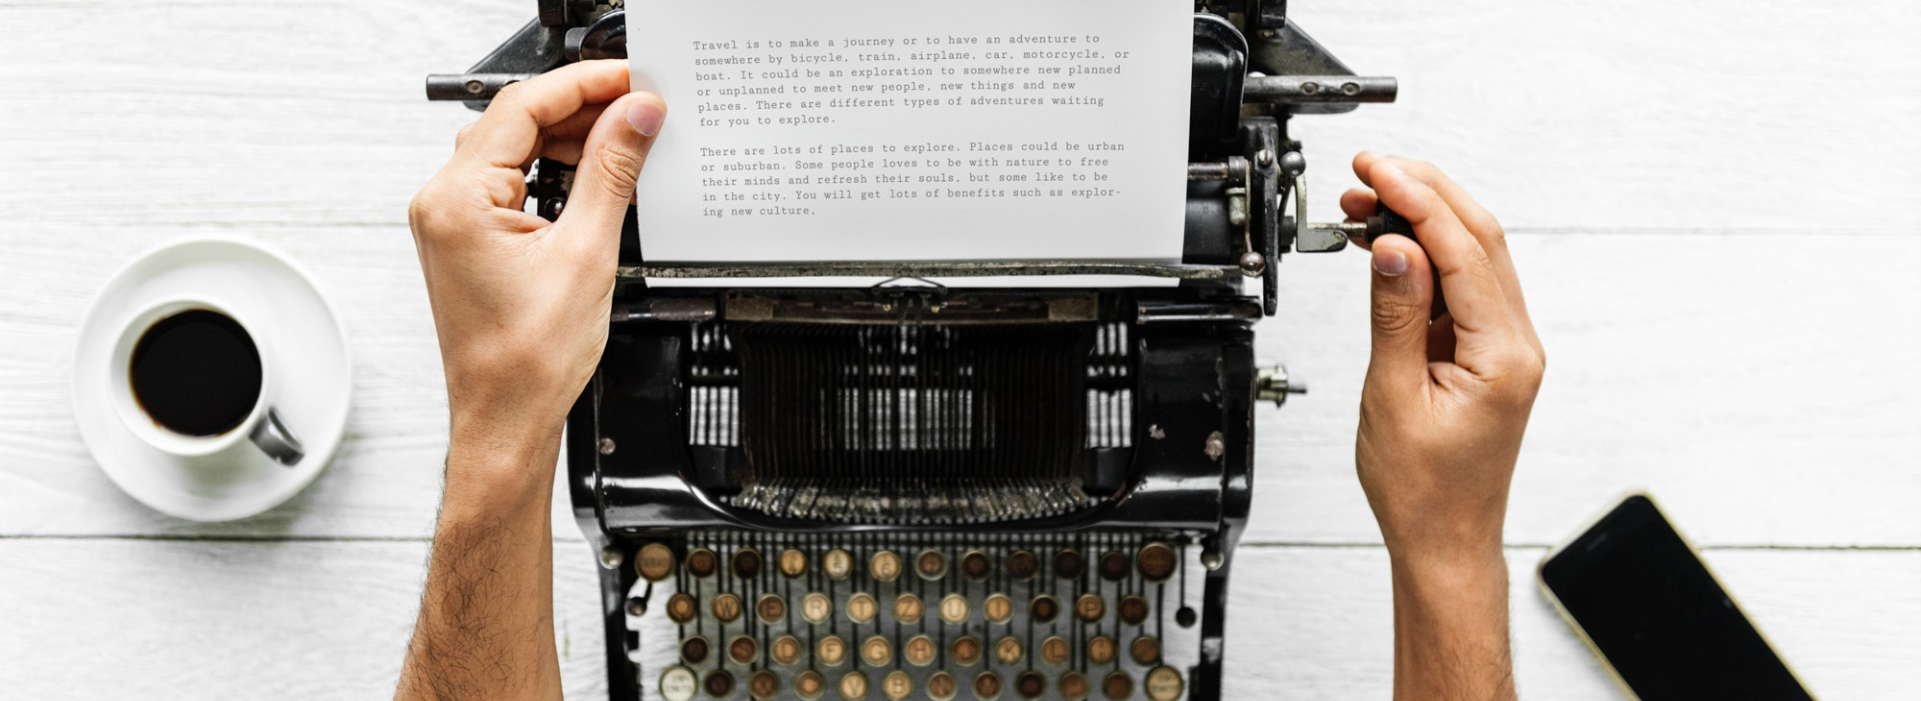 Travel is to make a journey or to have an adventure to
somewhere by bicycle, train, airplane, car, motorcycle, or
boat. It could be an exploration to somewhere new planned
or unplanned to meet new people, new things and new
places. There are different types of adventures waiting
for you to explore.
There are lots of places to explore. Places could be urban
or suburban. Some people loves to be with nature to free
their minds and refresh their souls, but some like to be
in the city. You will get lots of benefits such as explor-
ing new culture.
W E R T Z U I O P
S D F G H J K L
Y X C V B N M